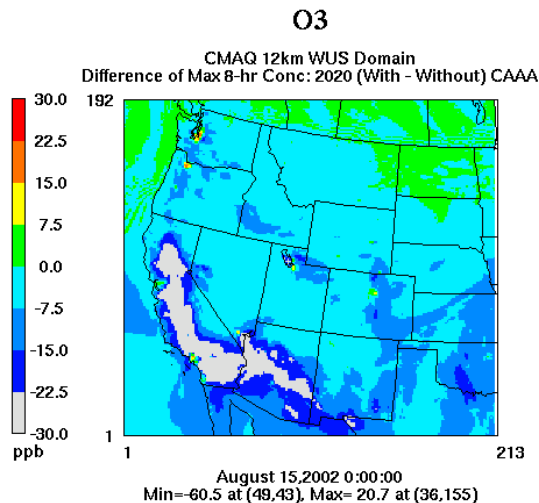 O3
CMAQ 12km WUS Domain
Difference of Max 8-hr Conc: 2020 (With - Without) CAAA
30.0
22.5
15.0
7.5
0.0
-7.5
-15.0
-22.5
-30.0
ppb
192
1
1
213
August 15,2002 0:00:00
Min=-60.5 at (49,43), Max= 20.7 at (36,155)